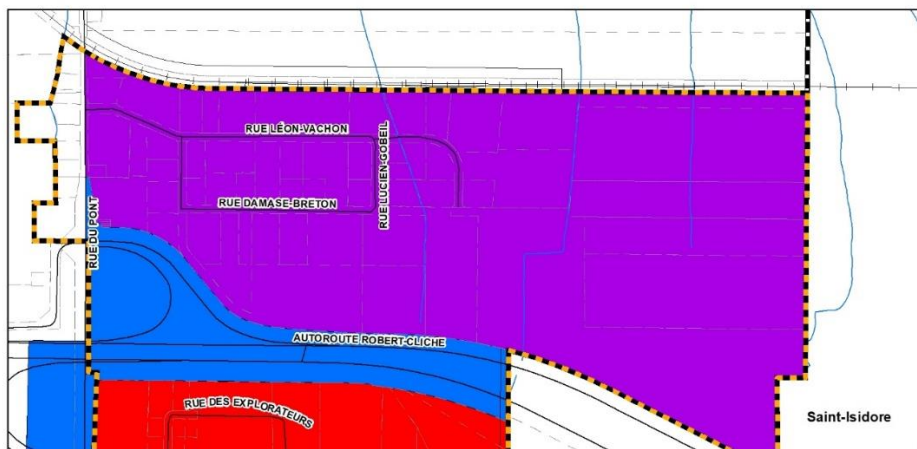 RUE LÉON-VACHON
RUE LUCIEN-GOBEIL
RUE DAMASE-BRETON
RUE DU PONT
AUTOROUTE ROBERT-CLICHE
RUE DES EXPLORATEURS
Saint-Isidore